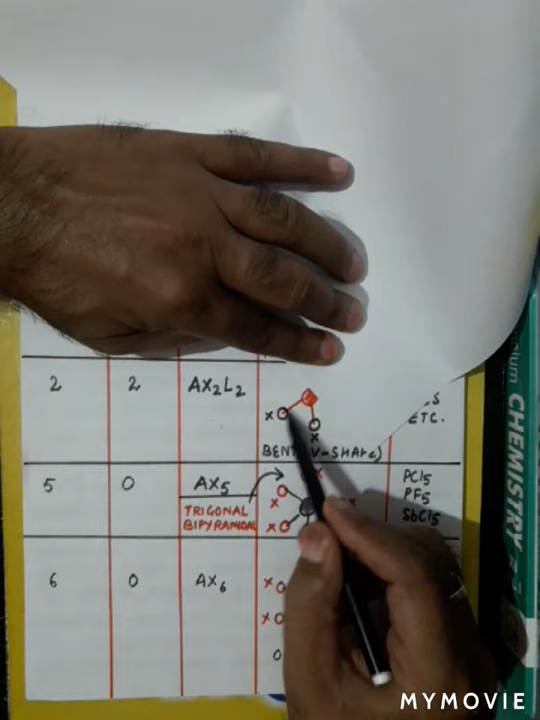 2 2 AX2L2
ETC.
BENT (V-SHAPE)
5 0 AX5
TRIGONAL
BIPYRAMIDAL
x
x
x
x
PCl5
PF5
SbCl5
6 0 AX6
x
x
CHEMISTRY
MYMOVIE